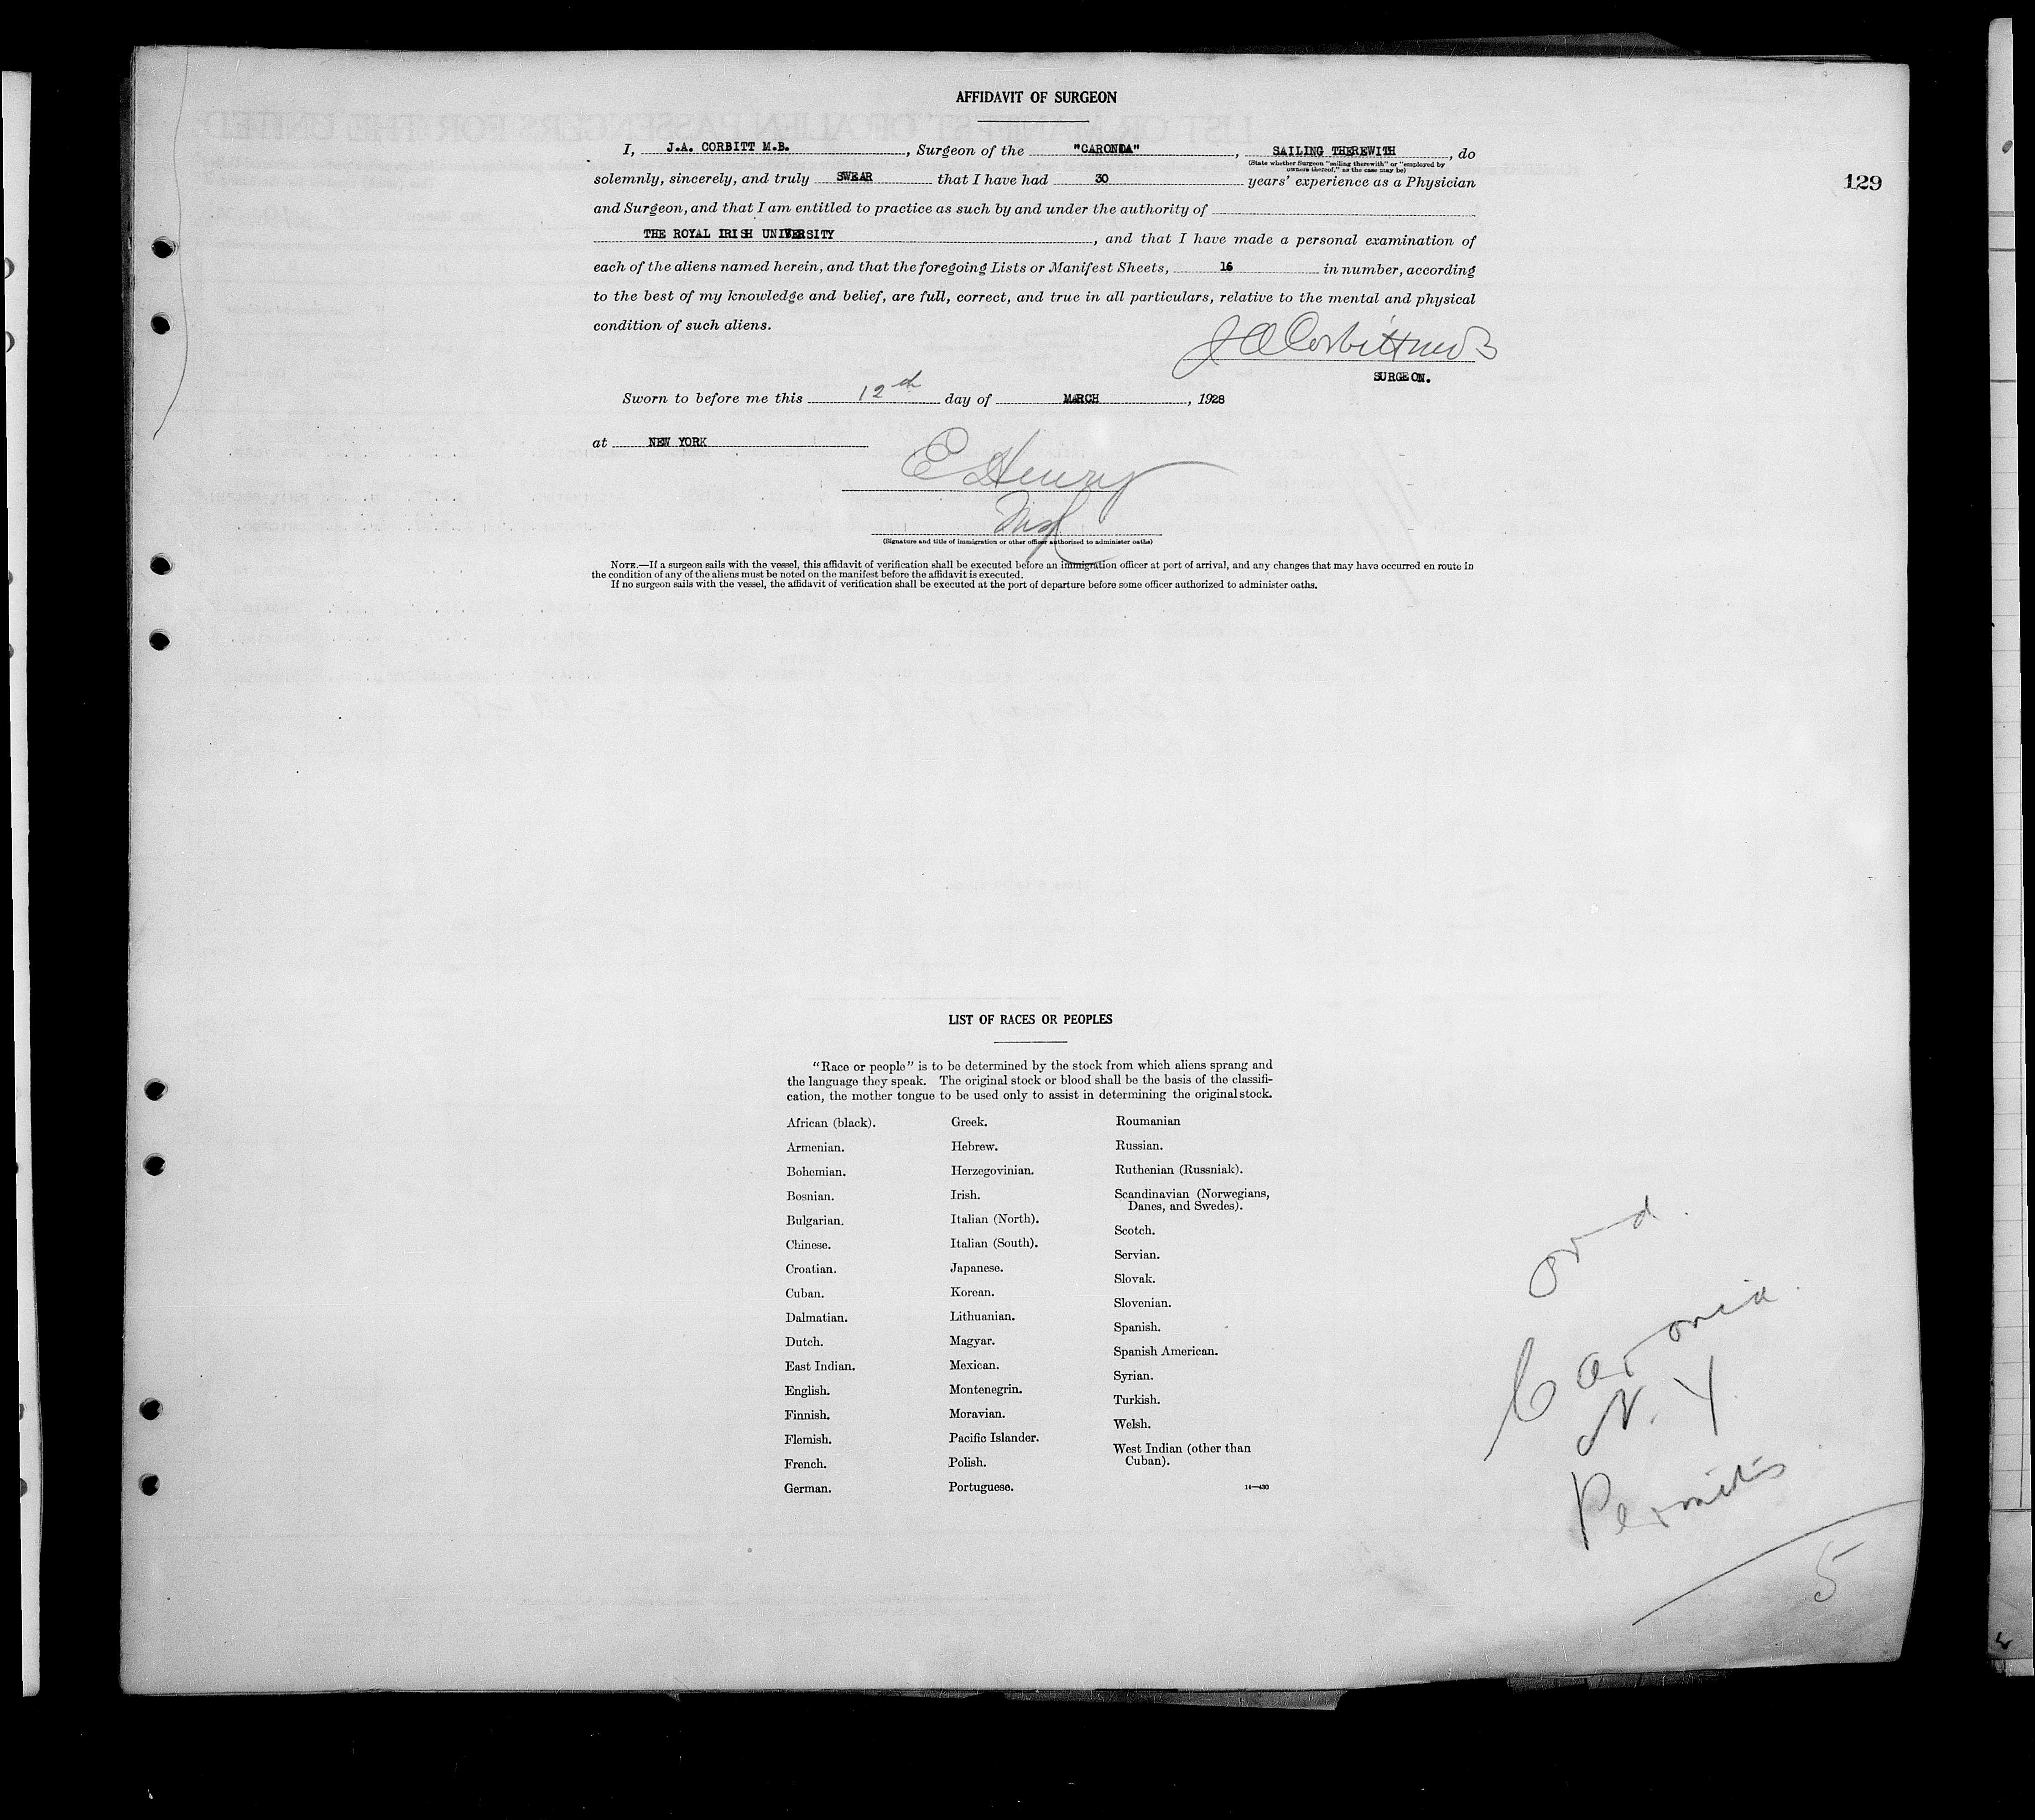 AFFIDAVIT OF SURGEON
I, J.A. CORBITT M.B. , Surgeon of the "CARONIA" , SAILING THEREWITH , do
(State whether Surgeon "sailing therewith" or "employed by owners thereof," as the case may be)
solemnly, sincerely, and truly SWEAR that I have had 30 years' experience as a Physician
129
and Surgeon, and that I am entitled to practice as such by and under the authority of
THE ROYAL IRISH UNIVERSITY , and that I have made a personal examination of
each of the aliens named herein, and that the foregoing Lists or Manifest Sheets, 16 in number, according
to the best of my knowledge and belief, are full, correct, and true in all particulars, relative to the mental and physical
condition of such aliens.
J A Corbitt M B
SURGEON.
Sworn to before me this 12th day of MARCH , 1928
at NEW YORK
E Henry
(Signature and title of immigration or other officer authorized to administer oaths)
NOTE.—If a surgeon sails with the vessel, this affidavit of verification shall be executed before an immigration officer at port of arrival, and any changes that may have occurred en route in
the condition of any of the aliens must be noted on the manifest before the affidavit is executed.
If no surgeon sails with the vessel, the affidavit of verification shall be executed at the port of departure before some officer authorized to administer oaths.
LIST OF RACES OR PEOPLES
"Race or people" is to be determined by the stock from which aliens sprang and
the language they speak. The original stock or blood shall be the basis of the classifi-
cation, the mother tongue to be used only to assist in determining the original stock.
African (black).
Armenian.
Bohemian.
Bosnian.
Bulgarian.
Chinese.
Croatian.
Cuban.
Dalmatian.
Dutch.
East Indian.
English.
Finnish.
Flemish.
French.
German.
Greek.
Hebrew.
Herzegovinian.
Irish.
Italian (North).
Italian (South).
Japanese.
Korean.
Lithuanian.
Magyar.
Mexican.
Montenegrin.
Moravian.
Pacific Islander.
Polish.
Portuguese.
Roumanian
Russian.
Ruthenian (Russniak).
Scandinavian (Norwegians,
Danes, and Swedes).
Scotch.
Servian.
Slovak.
Slovenian.
Spanish.
Spanish American.
Syrian.
Turkish.
Welsh.
West Indian (other than
Cuban).
14—430
ord.
Caronia.
N. Y
Permits
5